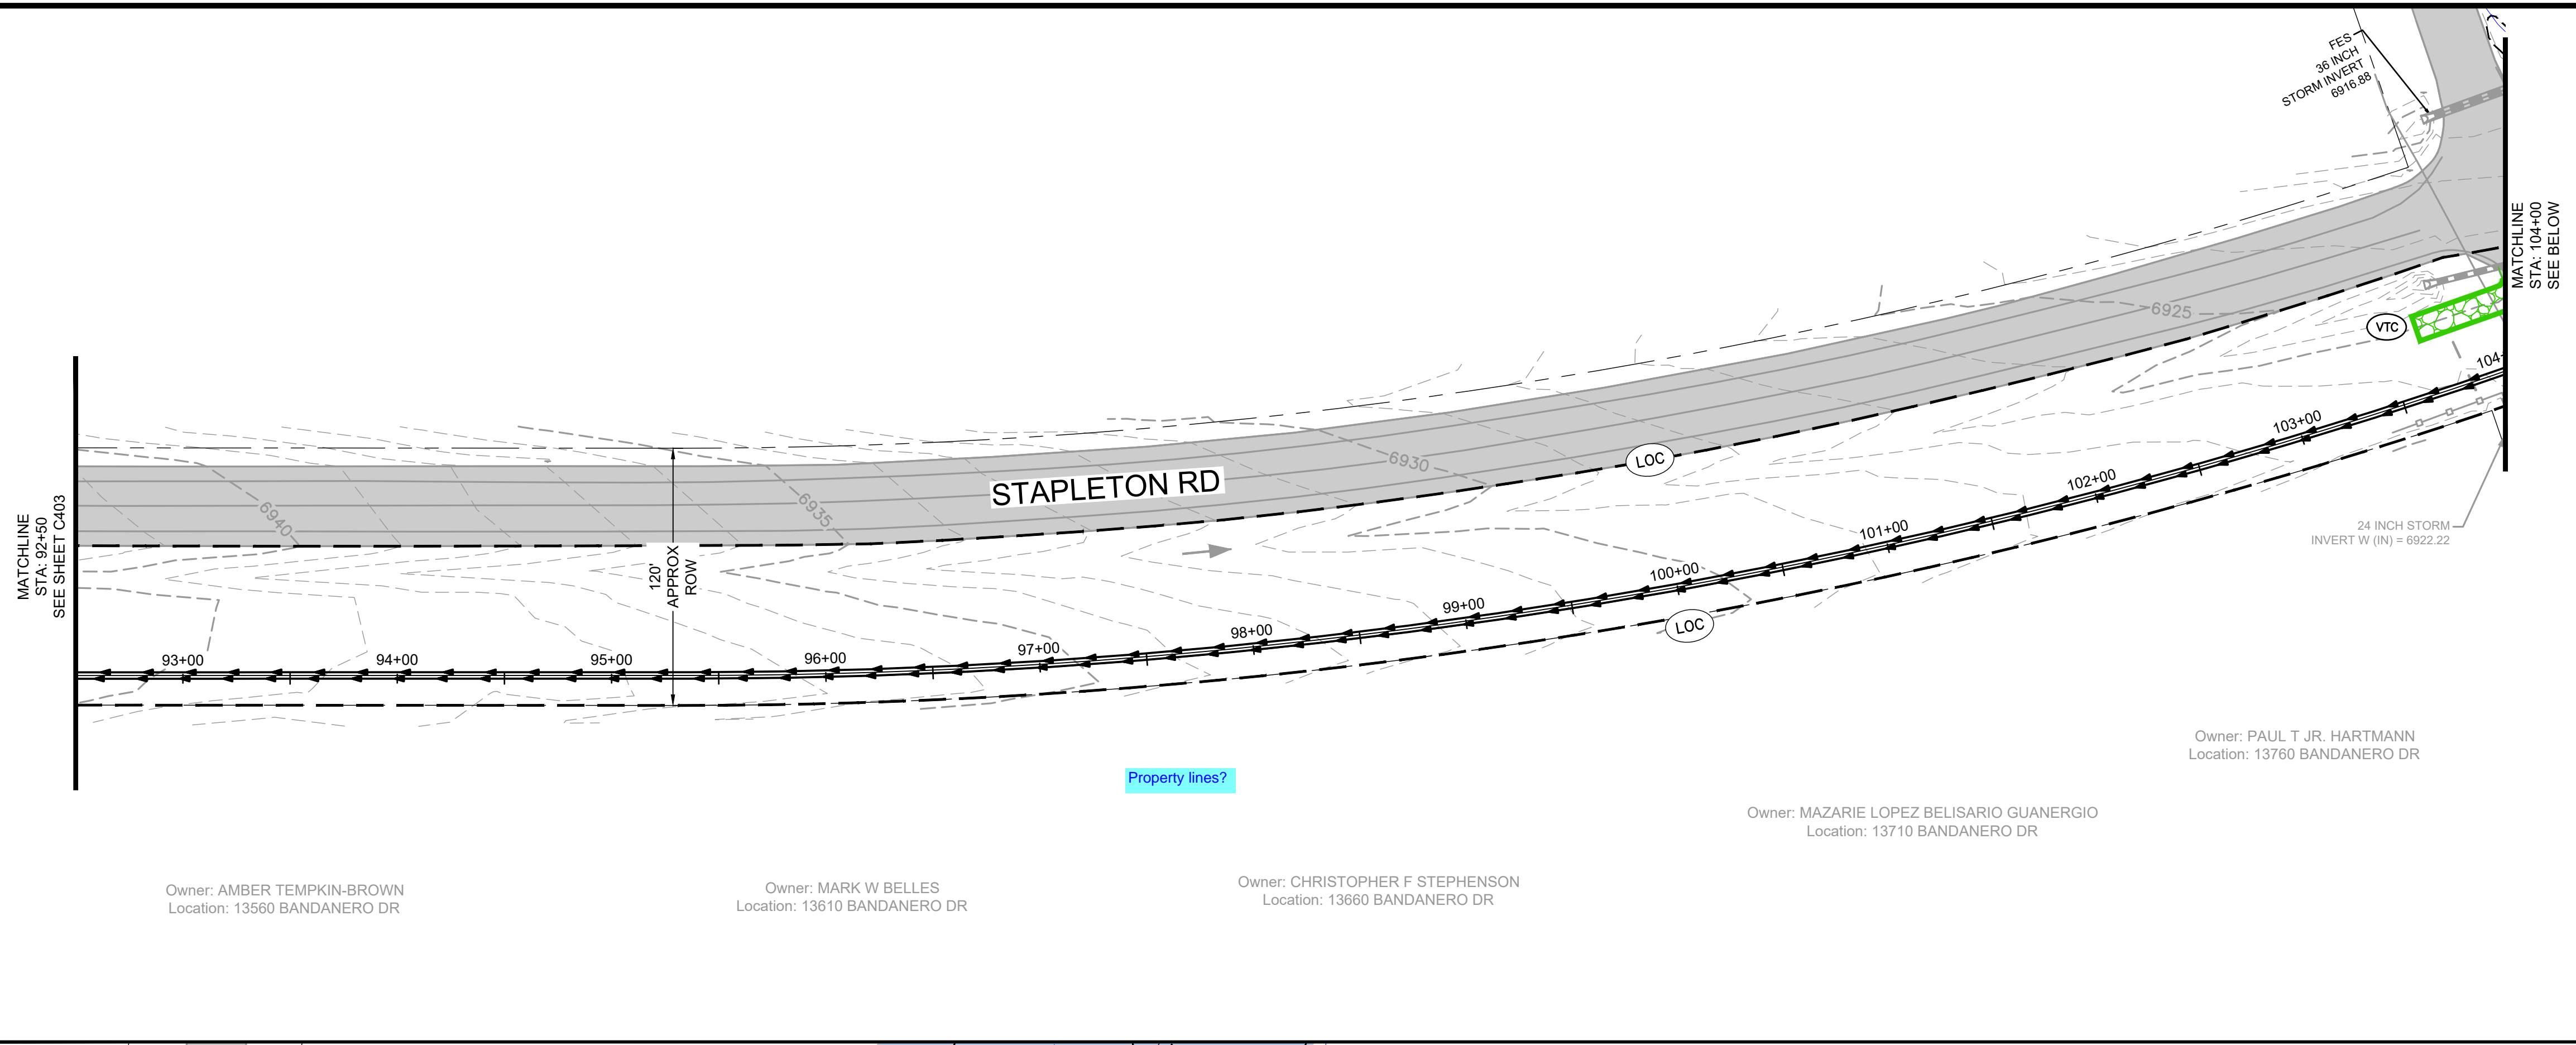 FES
36 INCH
STORM INVERT
6916.88
MATCHLINE
STA: 104+00
SEE BELOW
6925
VTC
104+
103+00
LOC
6930
STAPLETON RD
102+00
6935
6940
MATCHLINE
STA: 92+50
SEE SHEET C403
120'
APPROX
ROW
101+00
24 INCH STORM
INVERT W (IN) = 6922.22
100+00
99+00
LOC
98+00
97+00
96+00
95+00
94+00
93+00
Owner: PAUL T JR. HARTMANN
Location: 13760 BANDANERO DR
Property lines?
Owner: MAZARIE LOPEZ BELISARIO GUANERGIO
Location: 13710 BANDANERO DR
Owner: CHRISTOPHER F STEPHENSON
Location: 13660 BANDANERO DR
Owner: MARK W BELLES
Location: 13610 BANDANERO DR
Owner: AMBER TEMPKIN-BROWN
Location: 13560 BANDANERO DR